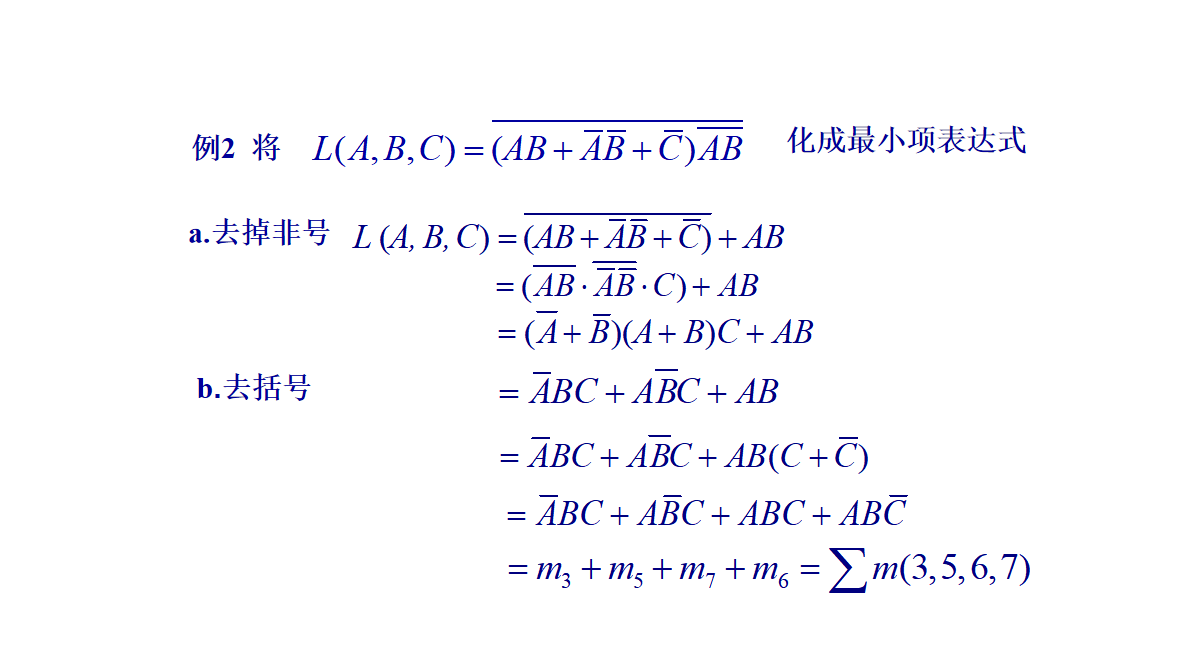 例2 将 L(A,B,C) = \overline{(AB+\overline{A}\,\overline{B}+\overline{C})\overline{AB}} 化成最小项表达式
a.去掉非号 L(A,B,C) = \overline{(AB+\overline{A}\,\overline{B}+\overline{C})}+AB
=(\overline{AB}·\overline{\overline{A}\,\overline{B}}·C)+AB
=(\overline{A}+\overline{B})(A+B)C+AB
b.去括号 =\overline{A}BC+A\overline{B}C+AB
=\overline{A}BC+A\overline{B}C+AB(C+\overline{C})
=\overline{A}BC+A\overline{B}C+ABC+AB\overline{C}
=m_3+m_5+m_7+m_6=∑m(3,5,6,7)